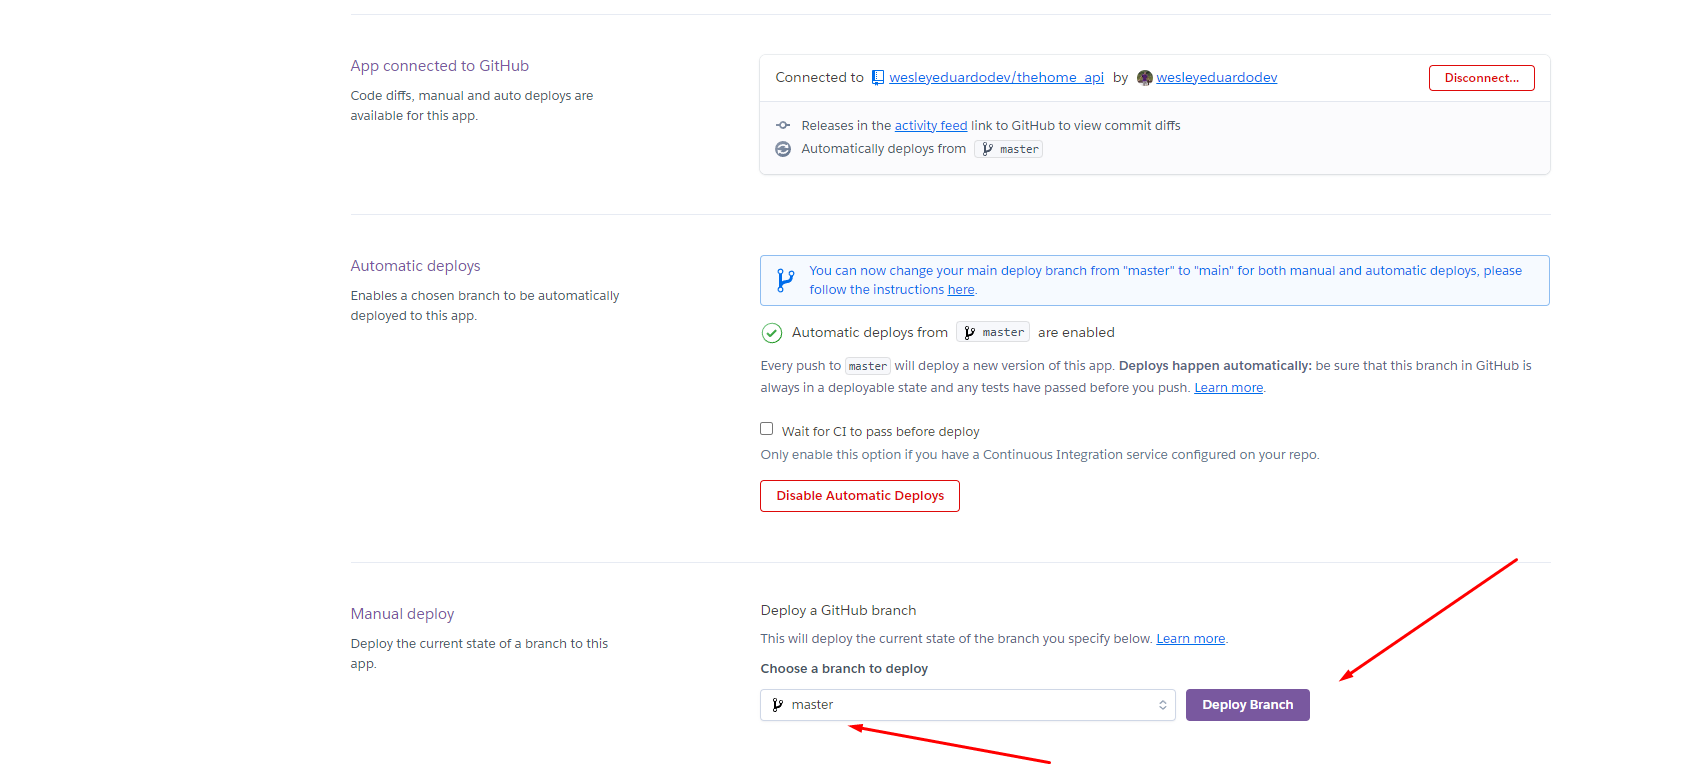 App connected to GitHub
Code diffs, manual and auto deploys are
available for this app.
Connected to wesleyeduardodev/thehome_api by wesleyeduardodev
Disconnect...
Releases in the activity feed link to GitHub to view commit diffs
Automatically deploys from master
Automatic deploys
Enables a chosen branch to be automatically
deployed to this app.
You can now change your main deploy branch from "master" to "main" for both manual and automatic deploys, please
follow the instructions here.
Automatic deploys from master are enabled
Every push to master will deploy a new version of this app. Deploys happen automatically: be sure that this branch in GitHub is
always in a deployable state and any tests have passed before you push. Learn more.
Wait for CI to pass before deploy
Only enable this option if you have a Continuous Integration service configured on your repo.
Disable Automatic Deploys
Manual deploy
Deploy the current state of a branch to this
app.
Deploy a GitHub branch
This will deploy the current state of the branch you specify below. Learn more.
Choose a branch to deploy
master
Deploy Branch